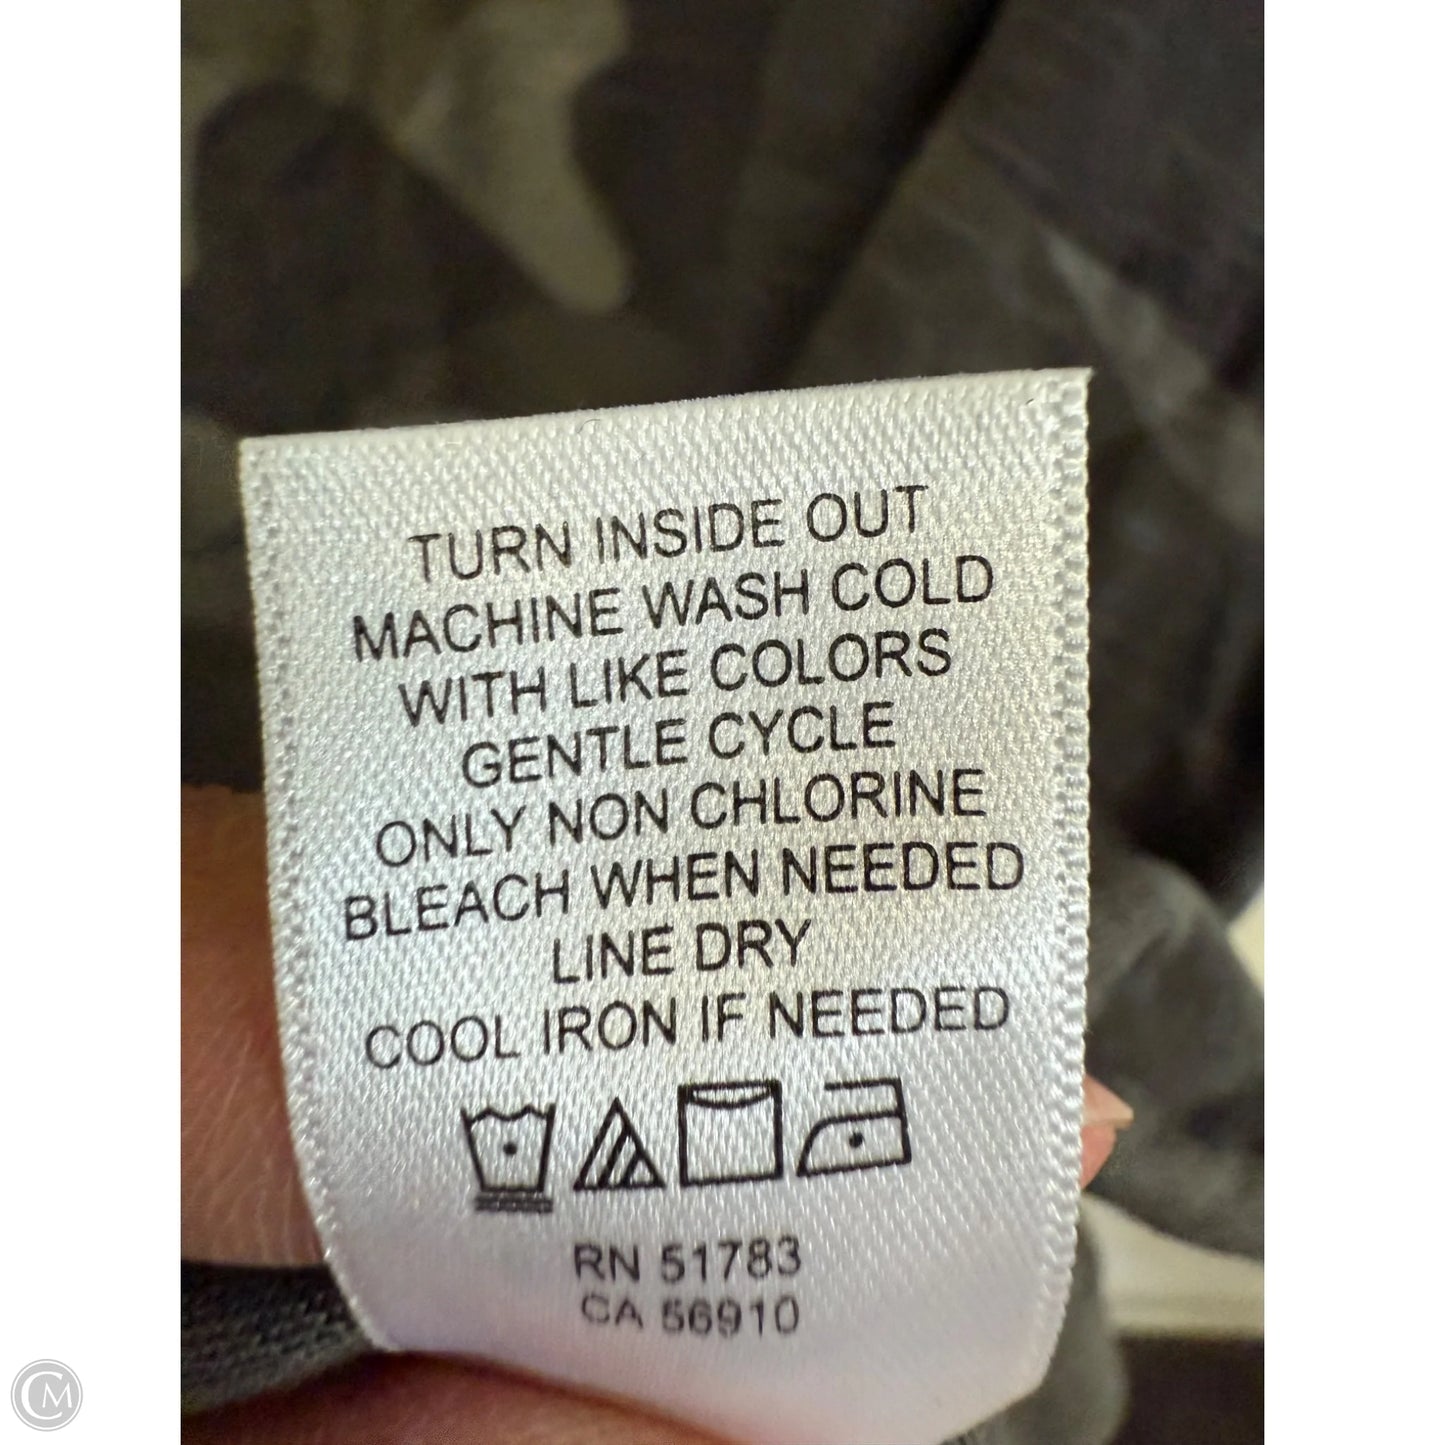 TURN INSIDE OUT
MACHINE WASH COLD
WITH LIKE COLORS
GENTLE CYCLE
ONLY NON CHLORINE
BLEACH WHEN NEEDED
LINE DRY
COOL IRON IF NEEDED
RN 51783
CA 56910
CM